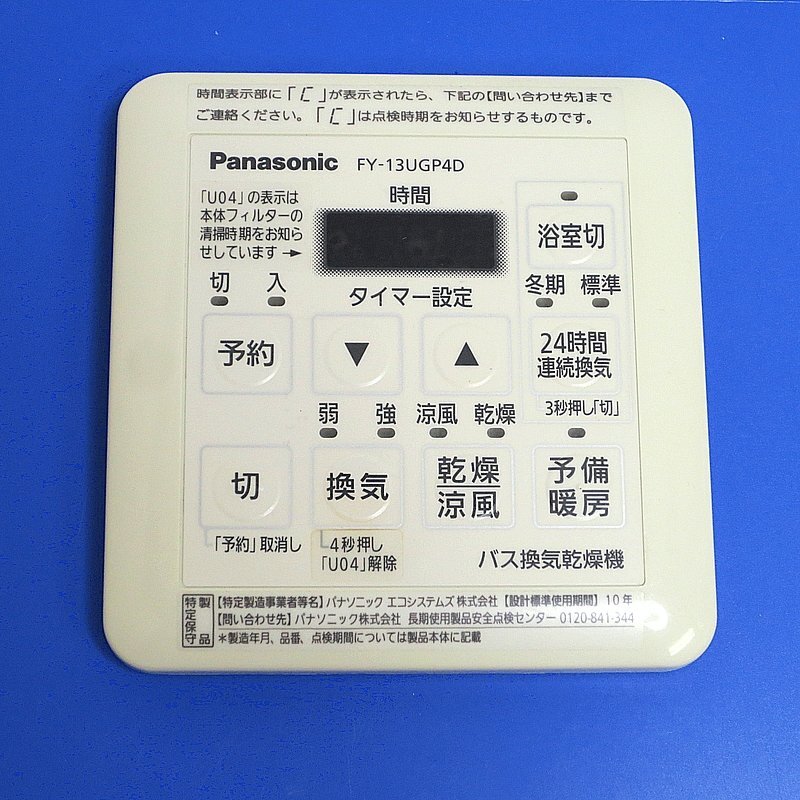 時間表示部に「[」が表示されたら、下記の【問い合わせ先】まで
ご連絡ください。「[」は点検時期をお知らせするものです。
Panasonic FY-13UGP4D
「U04」の表示は
本体フィルターの
清掃時期をお知ら
せしています→
時間
浴室切
切 入
タイマー設定
冬期 標準
予約
▼
▲
24時間
連続換気
弱 強 涼風 乾燥
3秒押し「切」
切
換気
乾燥
涼風
予備
暖房
「予約」取消し
4秒押し
「U04」解除
バス換気乾燥機
特定保守製品
【特定製造事業者等名】パナソニック エコシステムズ株式会社【設計標準使用期間】10年
【問い合わせ先】パナソニック株式会社 長期使用製品安全点検センター 0120-841-344
*製造年月、品番、点検期間については製品本体に記載